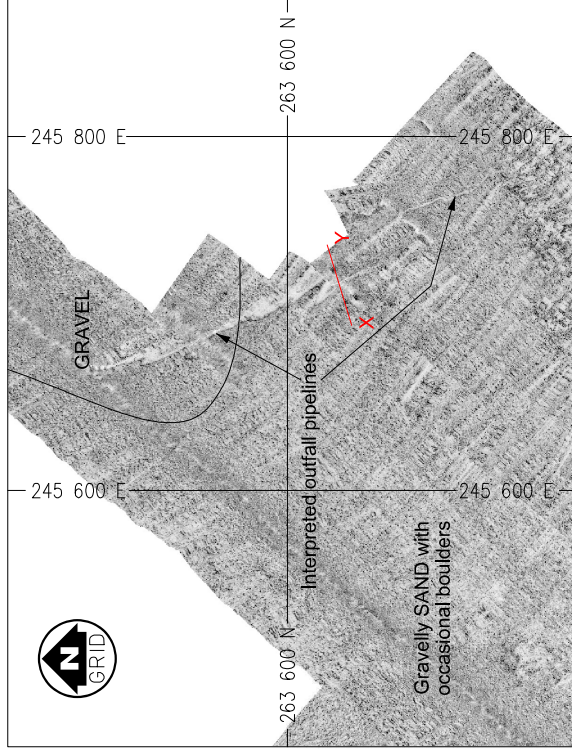 263 600 N
245 800 E
245 800 E
GRAVEL
Y
X
Interpreted outfall pipelines
245 600 E
245 600 E
Gravelly SAND with
occasional boulders
263 600 N
N
GRID